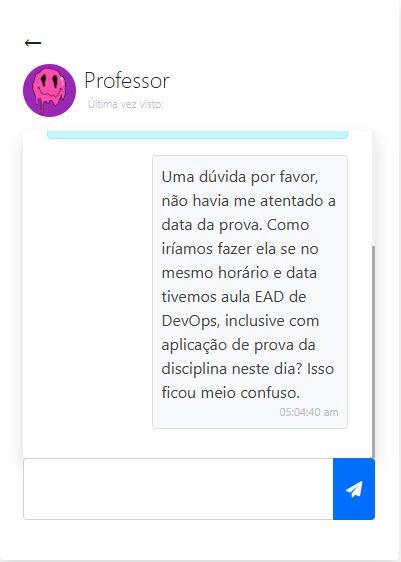 ←
Professor
Última vez visto:
Uma dúvida por favor,
não havia me atentado a
data da prova. Como
iríamos fazer ela se no
mesmo horário e data
tivemos aula EAD de
DevOps, inclusive com
aplicação de prova da
disciplina neste dia? Isso
ficou meio confuso.
05:04:40 am